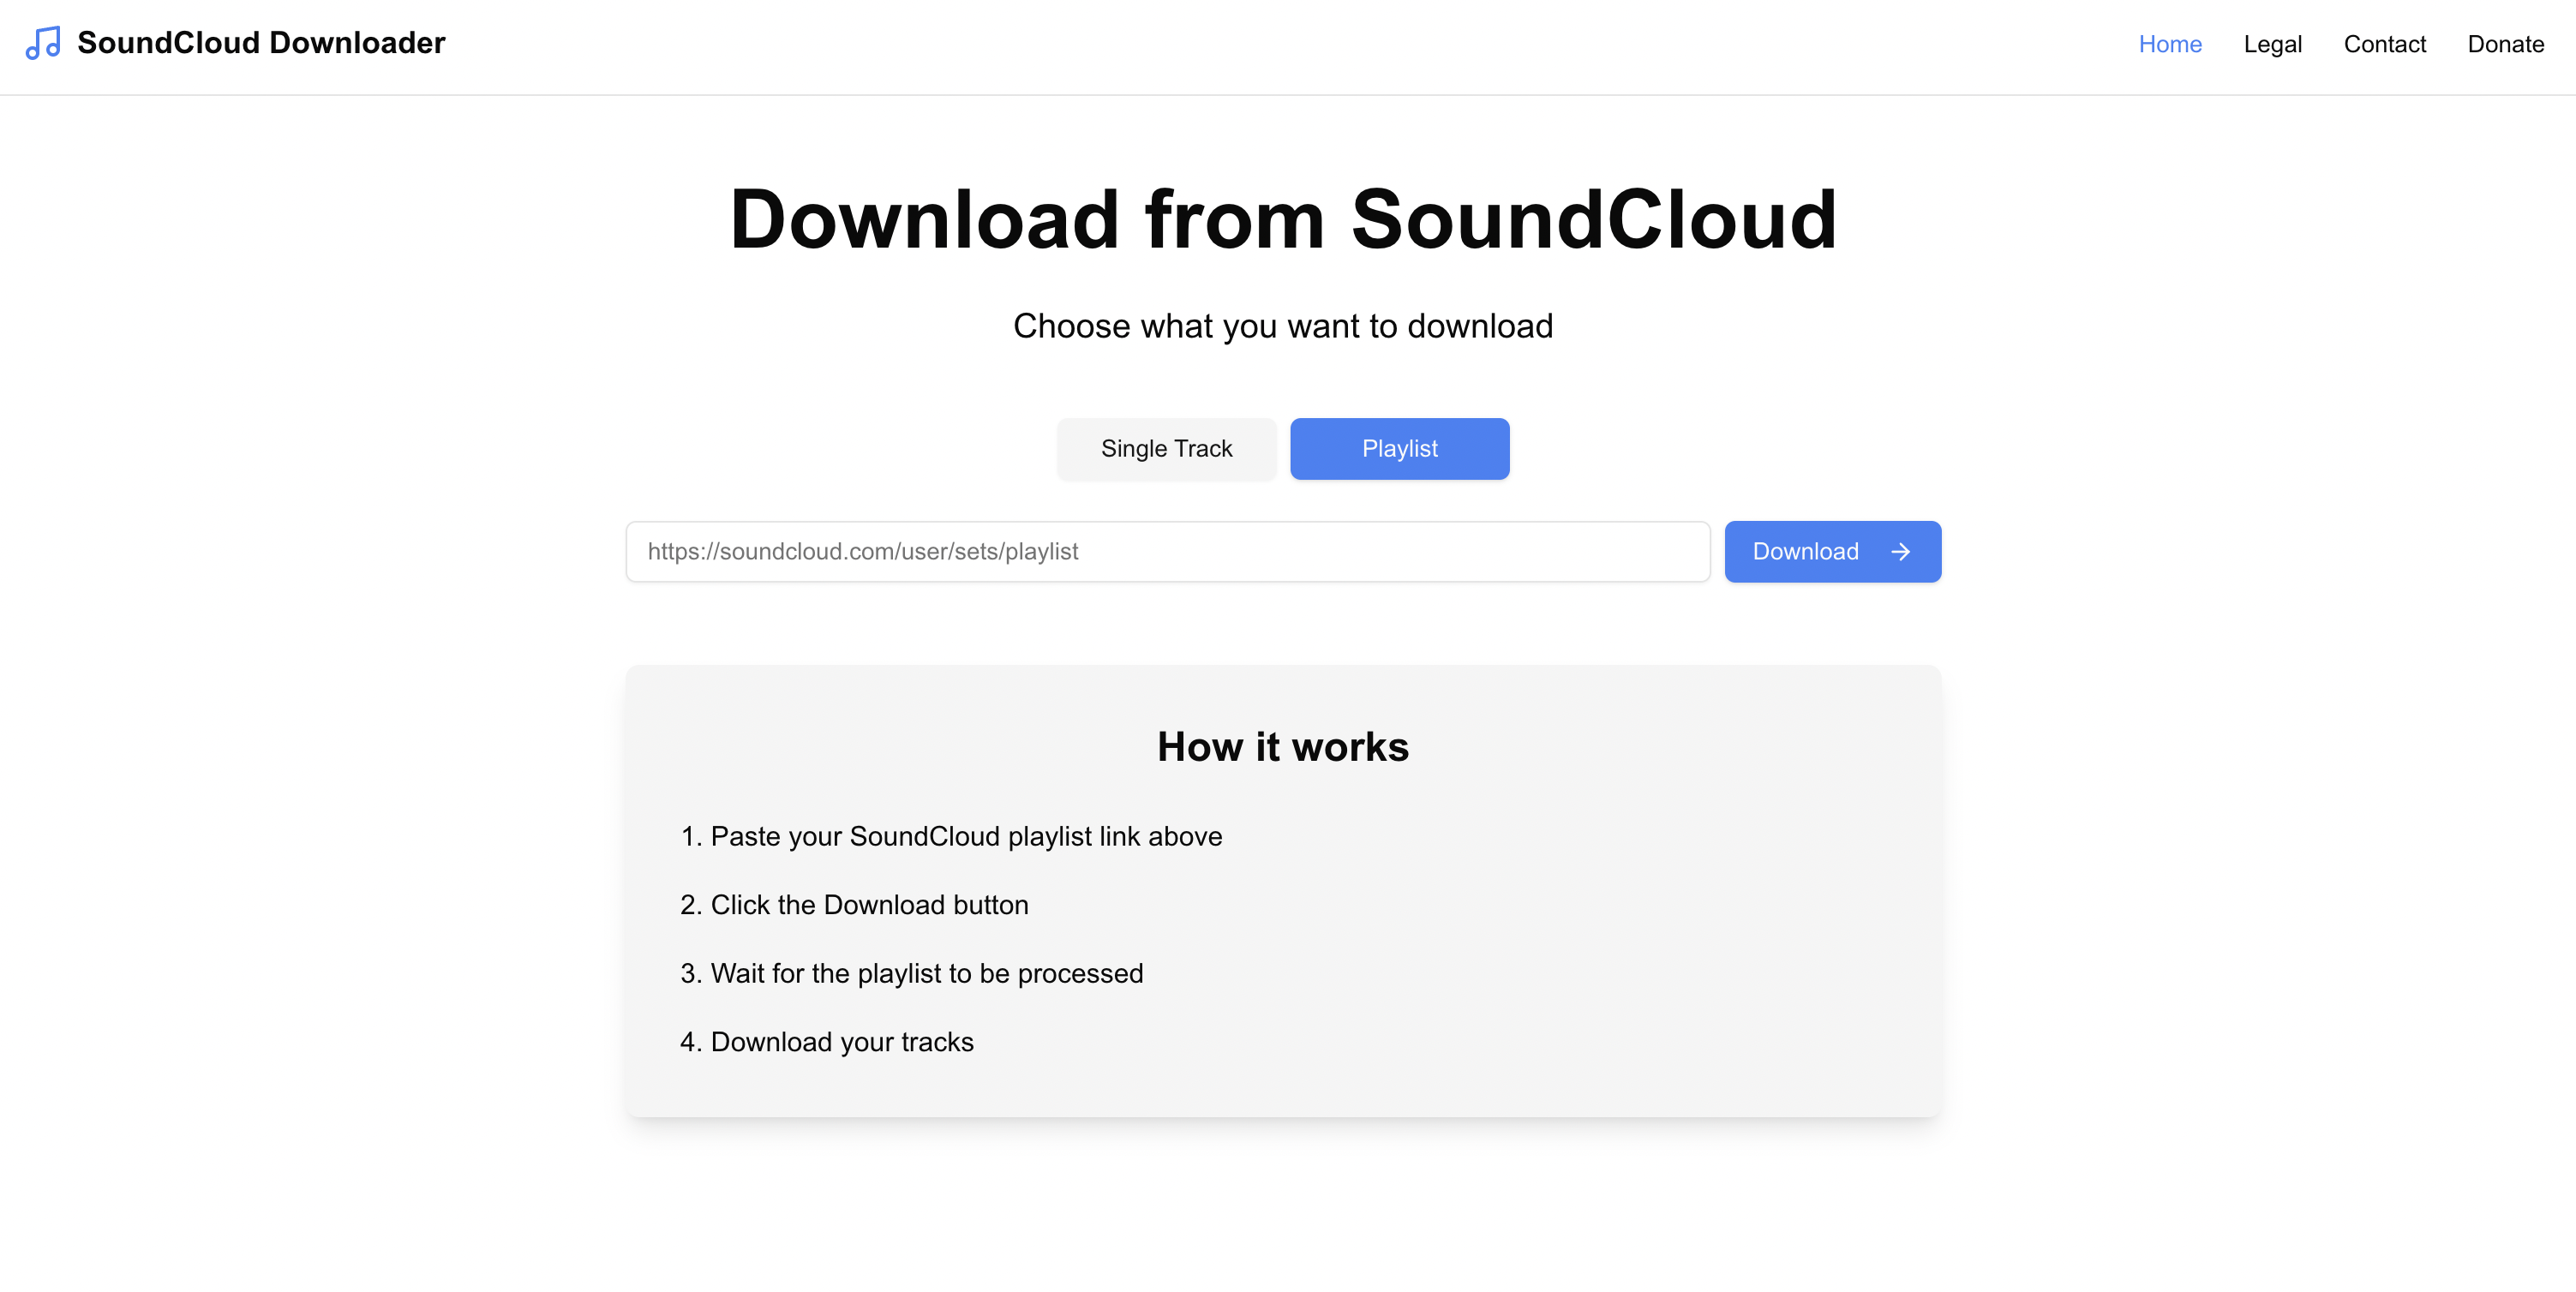 SoundCloud Downloader
Home Legal Contact Donate
Download from SoundCloud
Choose what you want to download
Single Track Playlist
https://soundcloud.com/user/sets/playlist Download
How it works
1. Paste your SoundCloud playlist link above
2. Click the Download button
3. Wait for the playlist to be processed
4. Download your tracks